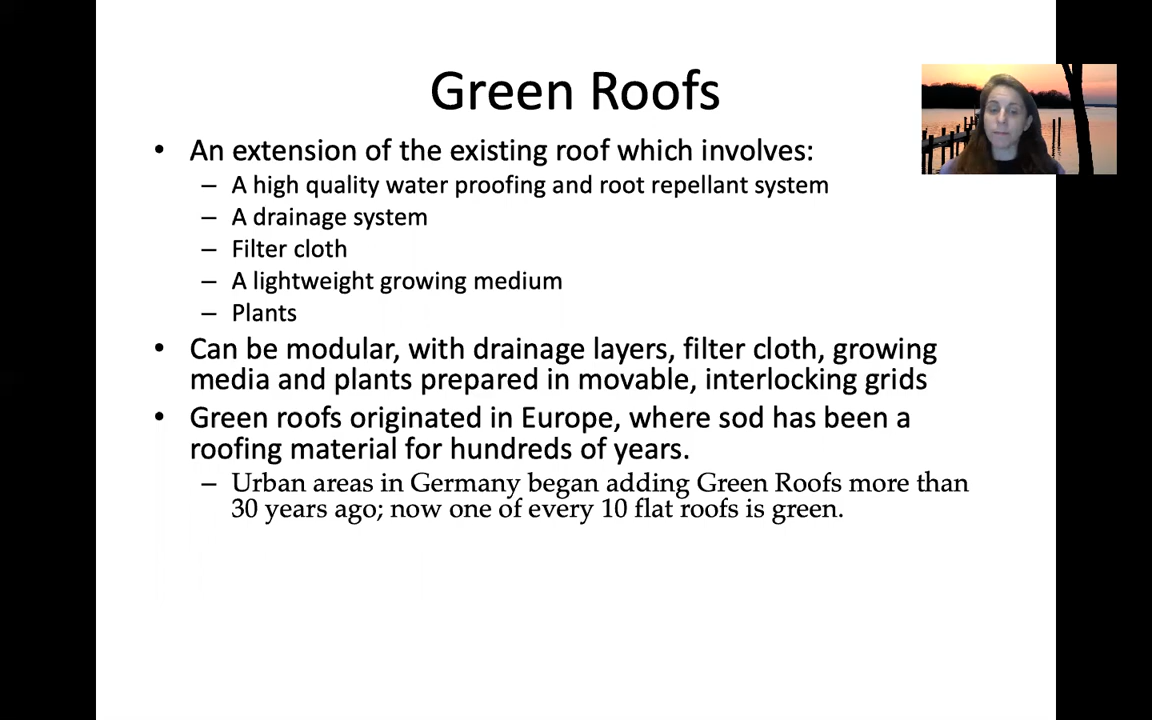 Green Roofs
• An extension of the existing roof which involves:
– A high quality water proofing and root repellant system
– A drainage system
– Filter cloth
– A lightweight growing medium
– Plants
• Can be modular, with drainage layers, filter cloth, growing
media and plants prepared in movable, interlocking grids
• Green roofs originated in Europe, where sod has been a
roofing material for hundreds of years.
– Urban areas in Germany began adding Green Roofs more than
30 years ago; now one of every 10 flat roofs is green.